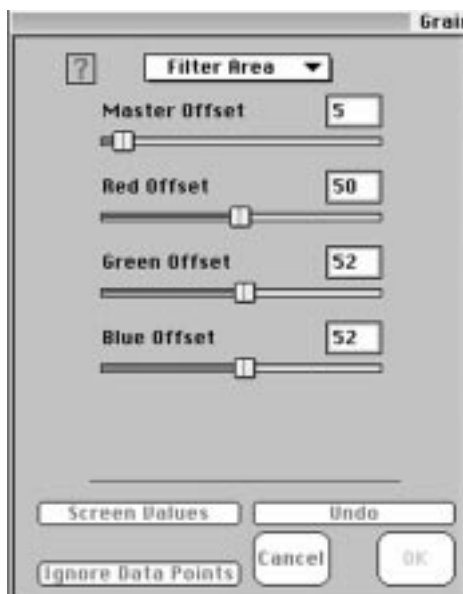 Grain
? Filter Area
Master Offset 5
Red Offset 50
Green Offset 52
Blue Offset 52
Screen Values Undo
Cancel OK
Ignore Data Points